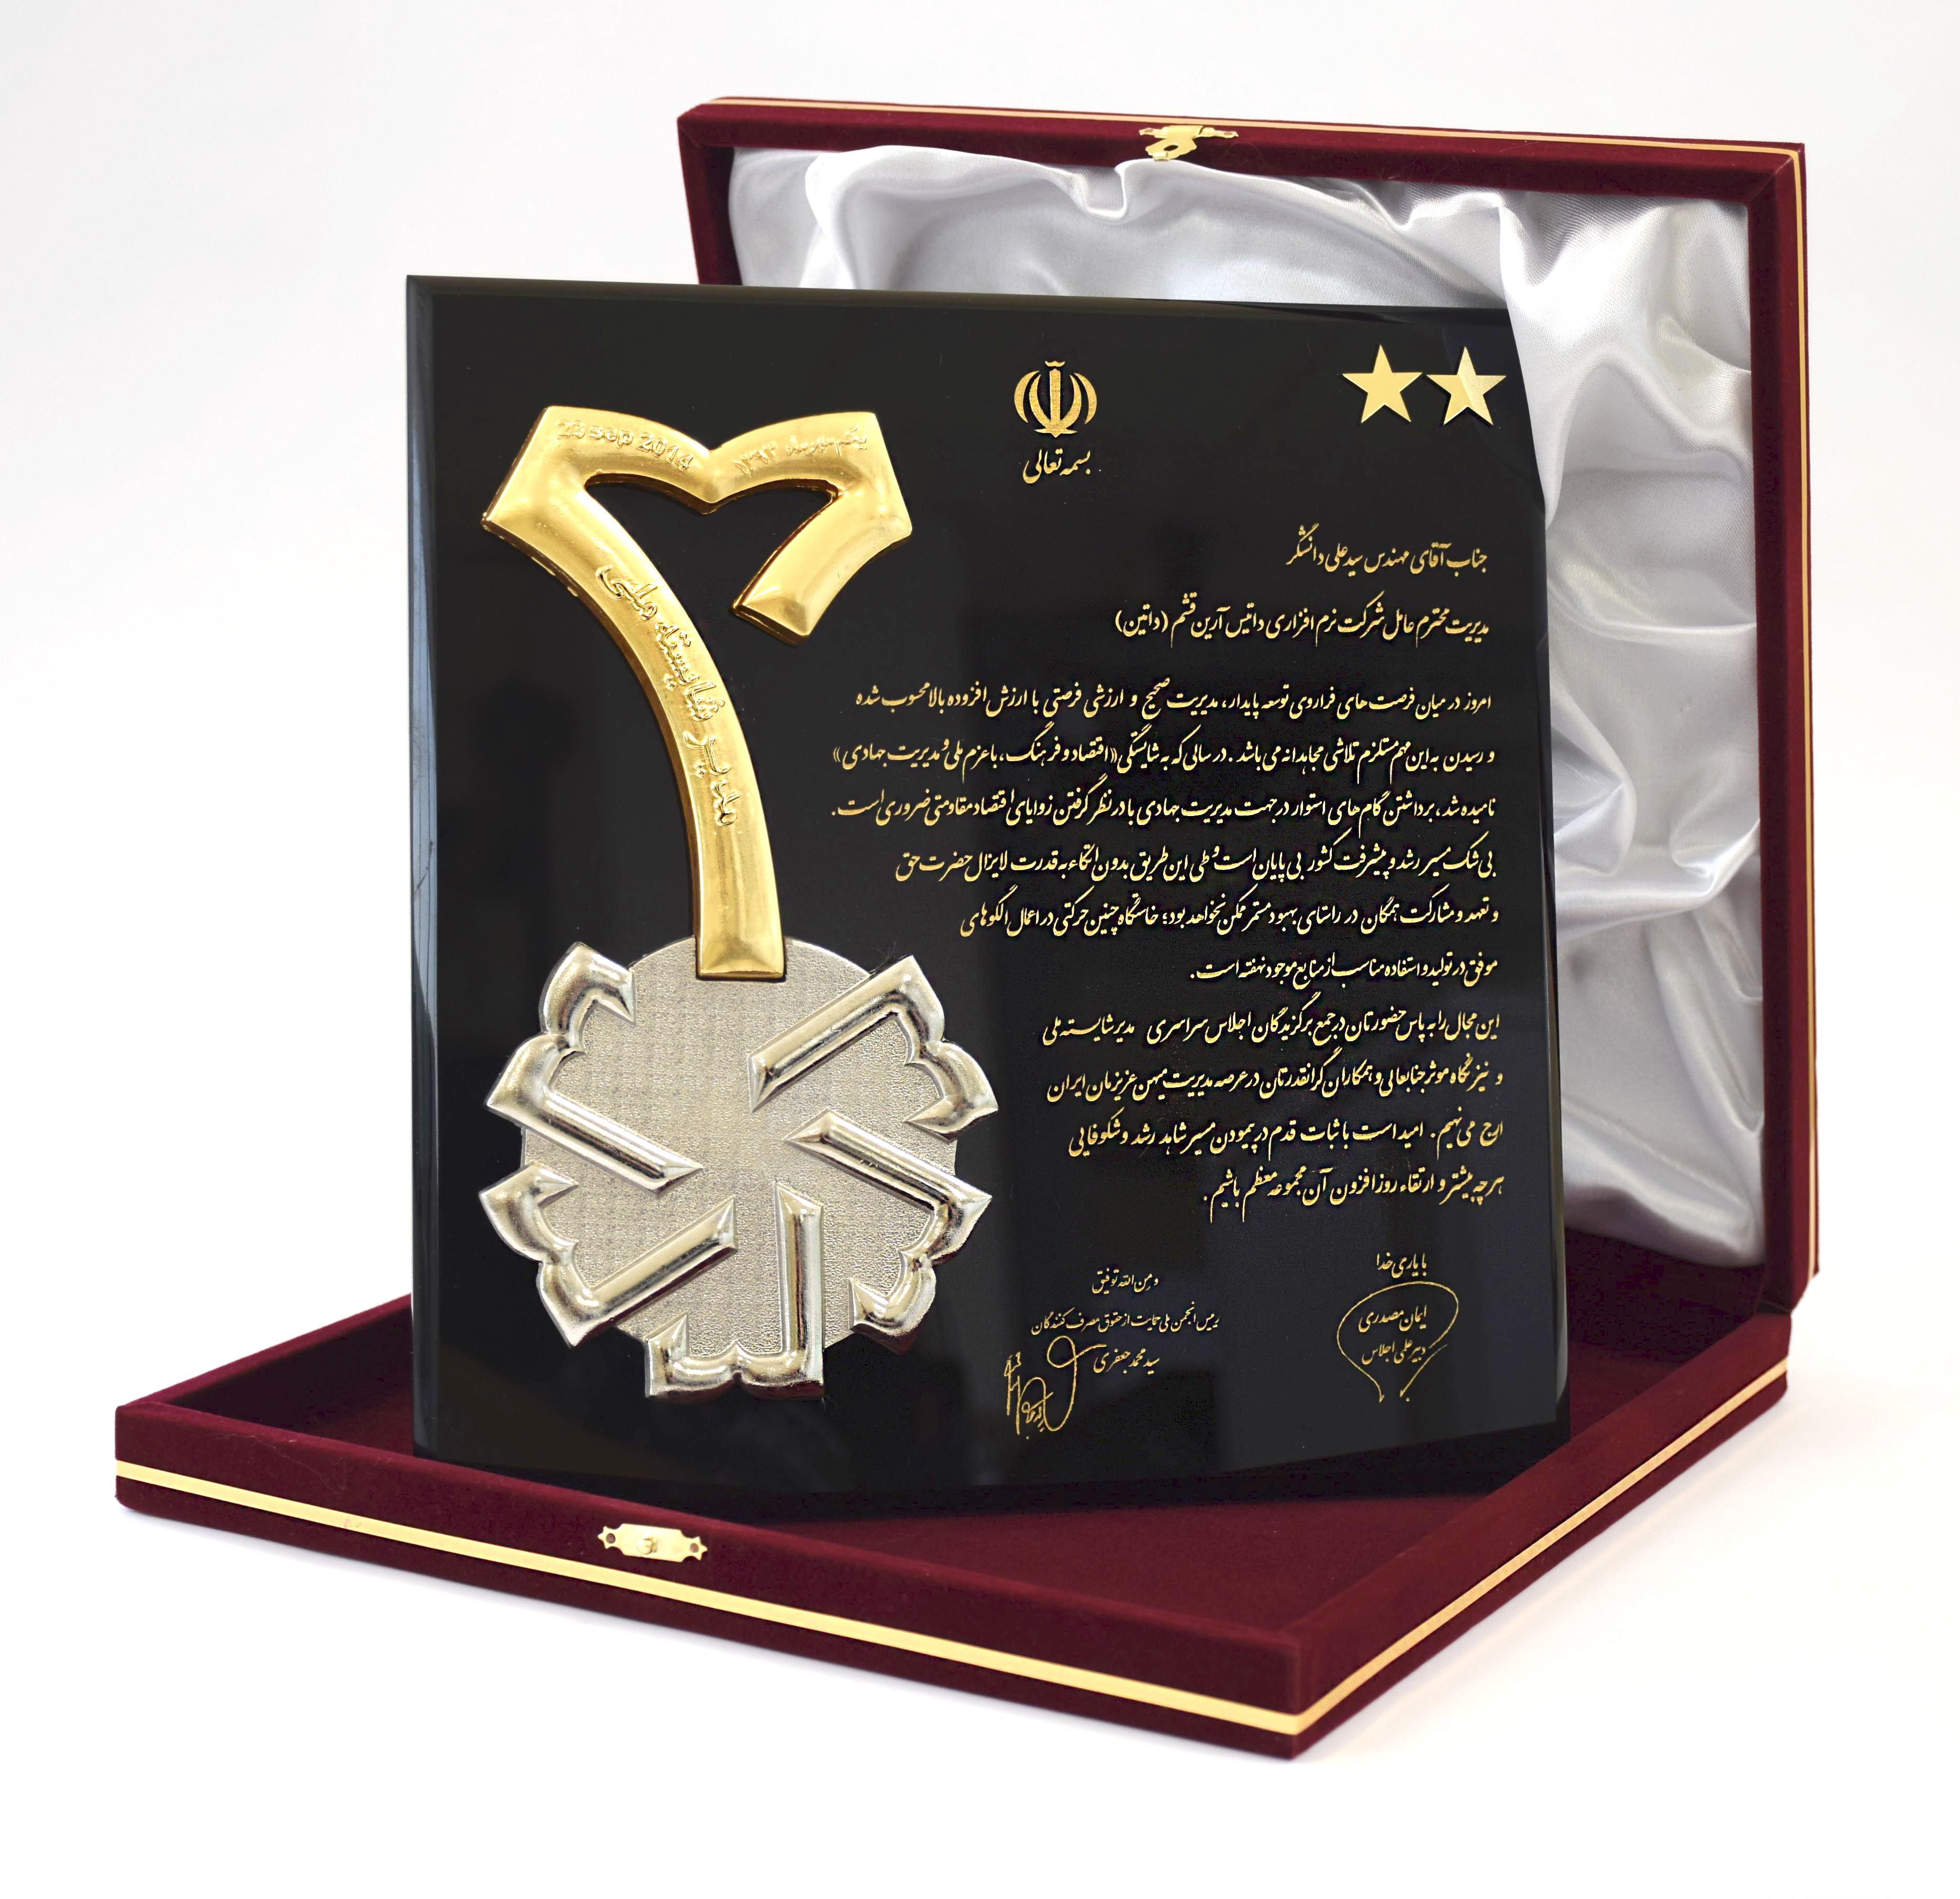 بسمه تعالی
جناب آقای مهندس سید علی دانشگر
مدیریت محترم عامل شرکت نرم افزاری داتیس آرین قشم (داتین)
امروز در میان فرصت های فراروی توسعه پایدار، مدیریت صحیح و ارزشی فرصتی با ارزش افزوده بالا محسوب شده
و رسیدن به این مهم مستلزم تلاشی مجاهدانه می باشد. در سالی که به شایستگی «اقتصاد و فرهنگ، با عزم ملی و مدیریت جهادی»
نامیده شد، برداشتن گام های استوار در جهت مدیریت جهادی با در نظر گرفتن زوایای اقتصاد مقاومتی ضروری است.
بی شک مسیر رشد و پیشرفت کشور بی پایان است و طی این طریق بدون اتکاء به قدرت لایزال حضرت حق
و تعهد و مشارکت همگان در راستای بهبود مستمر ممکن نخواهد بود؛ خاستگاه چنین حرکتی در اعمال الگوهای
موفق در تولید و استفاده مناسب از منابع موجود نهفته است.
این مجال را به پاس حضورتان در جمع برگزیدگان اجلاس سراسری مدیر شایسته ملی
و نیز نگاه موثر جنابعالی و همکاران گرانقدرتان در عرصه مدیریت میهن عزیزمان ایران
ارج می نهیم. امید است با ثبات قدم در پیمودن مسیر شاهد رشد و شکوفایی
هر چه بیشتر و ارتقاء روز افزون آن مجموعه معظم باشیم.
با یاری خدا
ایمان مصدری
دبیر علمی اجلاس
و من الله توفیق
رییس انجمن ملی حمایت از حقوق مصرف کنندگان
سید محمد جعفری
23 sep 2014
یکم مهرماه ۱۳۹۳
مدیر شایسته ملی